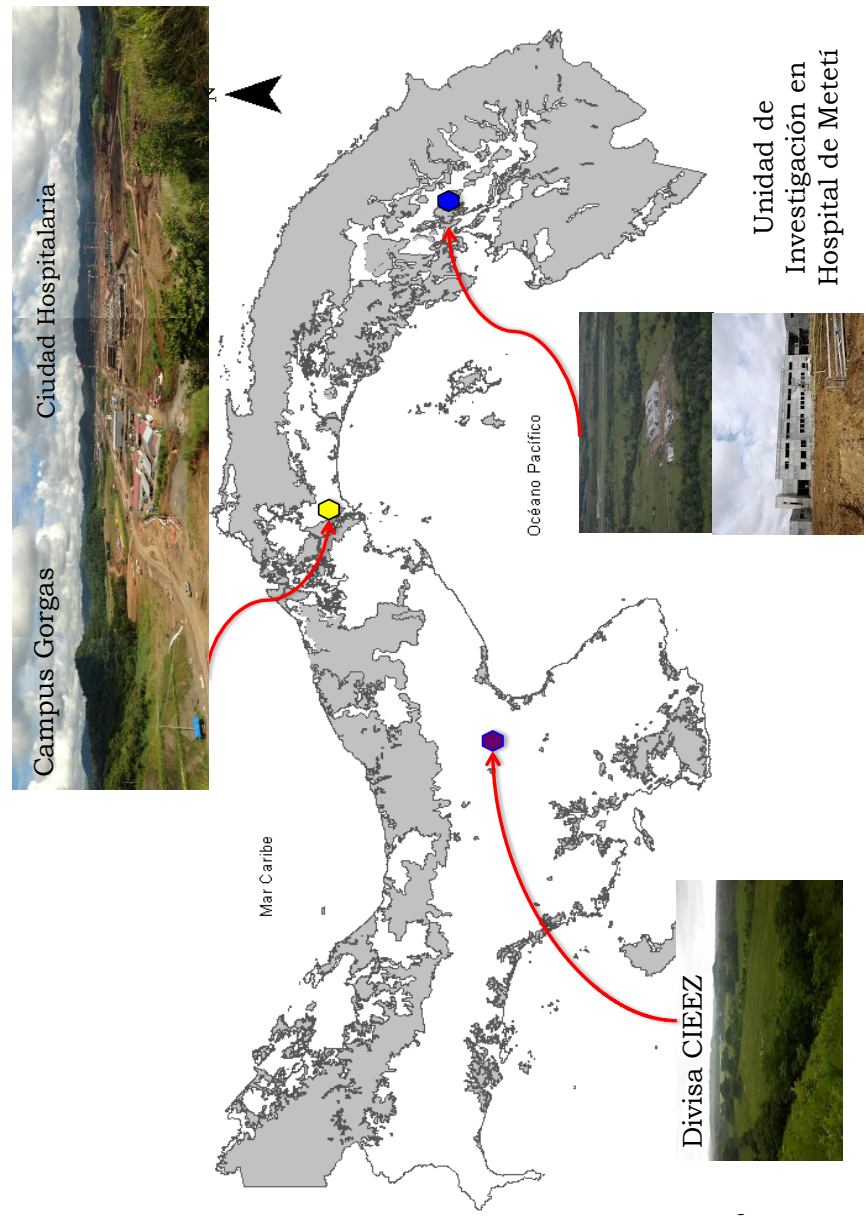 Campus Gorgas
Ciudad Hospitalaria
Mar Caribe
Océano Pacífico
Divisa CIEEZ
Unidad de
Investigación en
Hospital de Metetí